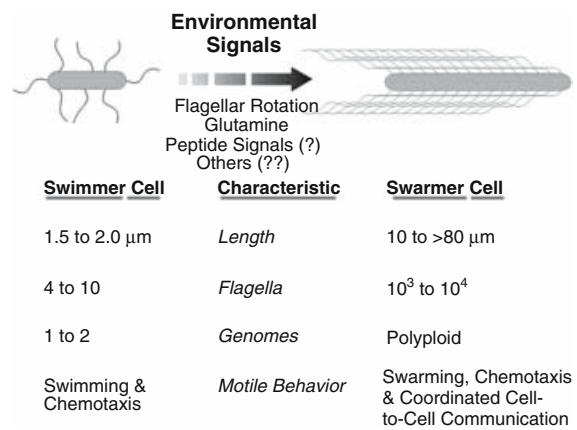 Environmental
Signals
Flagellar Rotation
Glutamine
Peptide Signals (?)
Others (??)
Swimmer Cell Characteristic Swarmer Cell
1.5 to 2.0 μm Length 10 to >80 μm
4 to 10 Flagella 10³ to 10⁴
1 to 2 Genomes Polyploid
Swimming &
Chemotaxis
Motile Behavior
Swarming, Chemotaxis
& Coordinated Cell-
to-Cell Communication